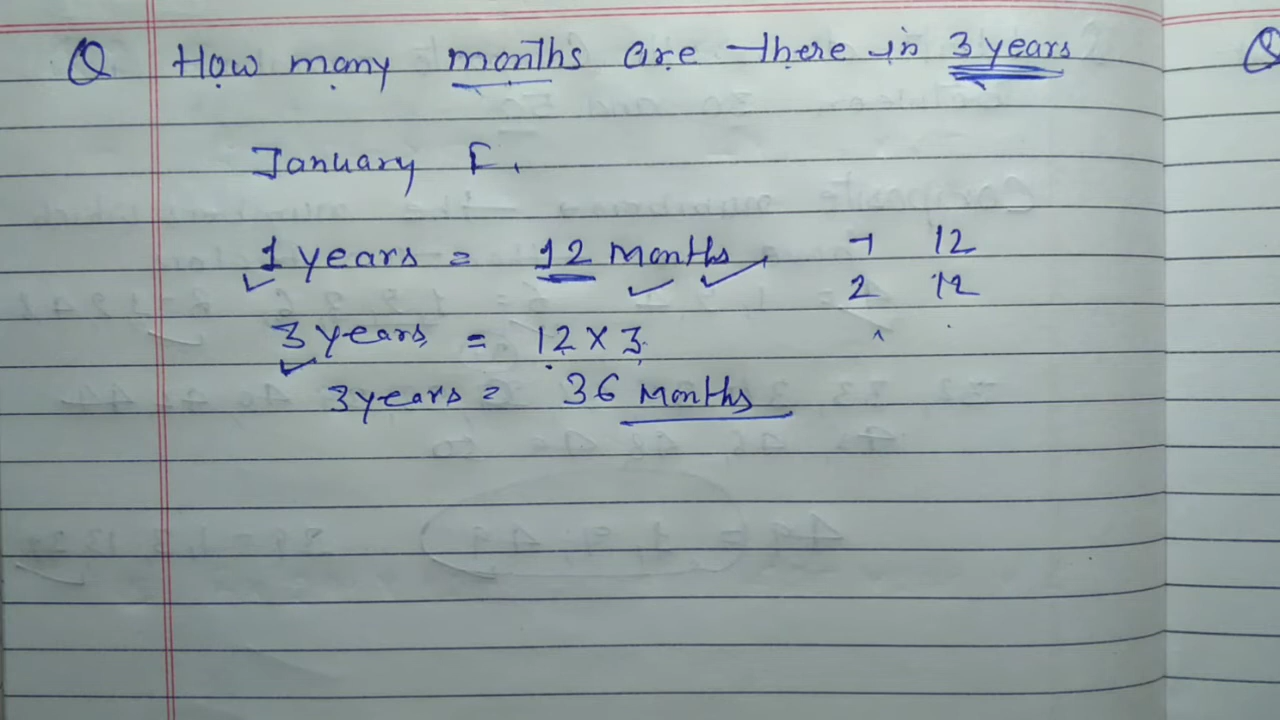 Q How many months are there in 3 years Q
January F.
1 years = 12 Months 1 12
2 12
3 years = 12 × 3
3 years = 36 Months